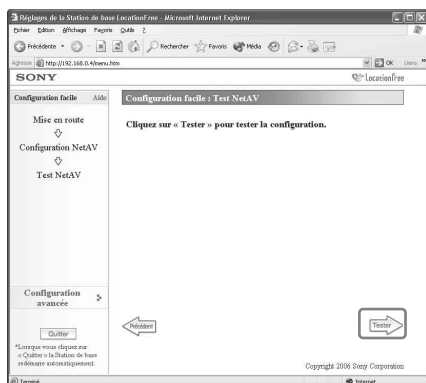 Réglages de la Station de base LocationFree - Microsoft Internet Explorer
Fichier Edition Affichage Favoris Outils ?
Précédente Rechercher Favoris Média
Adresse http://192.168.0.4/menu.htm OK Liens »
SONY LocationFree
Configuration facile Aide
Configuration facile : Test NetAV
Mise en route
Configuration NetAV
Test NetAV
Cliquez sur « Tester » pour tester la configuration.
Configuration
avancée
Quitter
*Lorsque vous cliquez sur
« Quitter » la Station de base
redémarre automatiquement.
Précédent
Tester
Copyright 2006 Sony Corporation
Terminé Internet